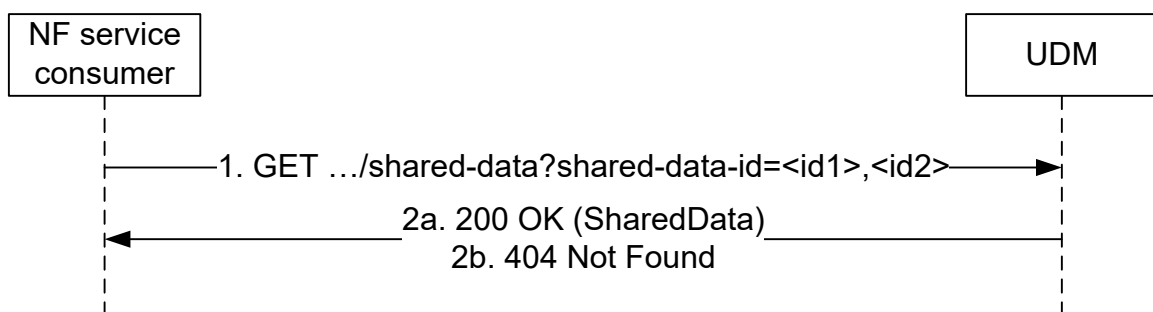 NF service
consumer
UDM
1. GET …/shared-data?shared-data-id=<id1>,<id2>
2a. 200 OK (SharedData)
2b. 404 Not Found